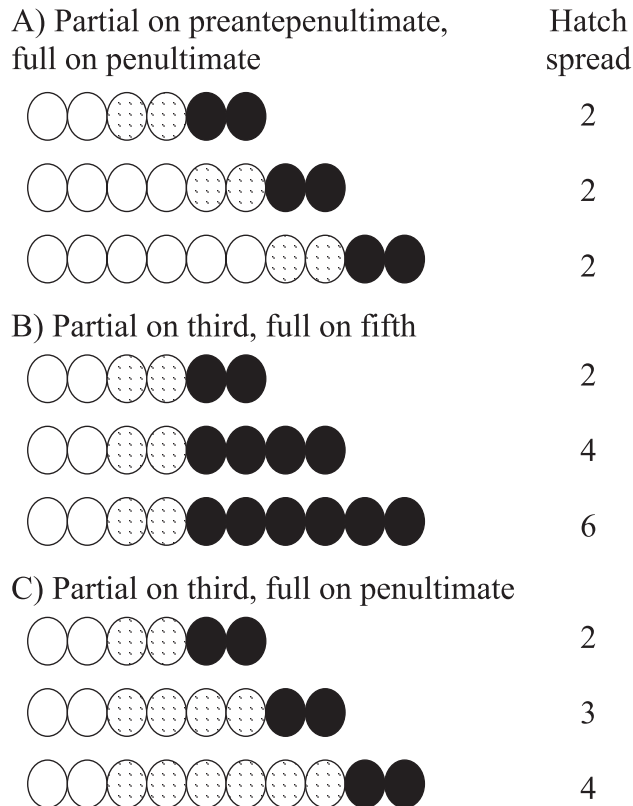 A) Partial on preantepenultimate, Hatch
full on penultimate spread
2
2
2
B) Partial on third, full on fifth
2
4
6
C) Partial on third, full on penultimate
2
3
4